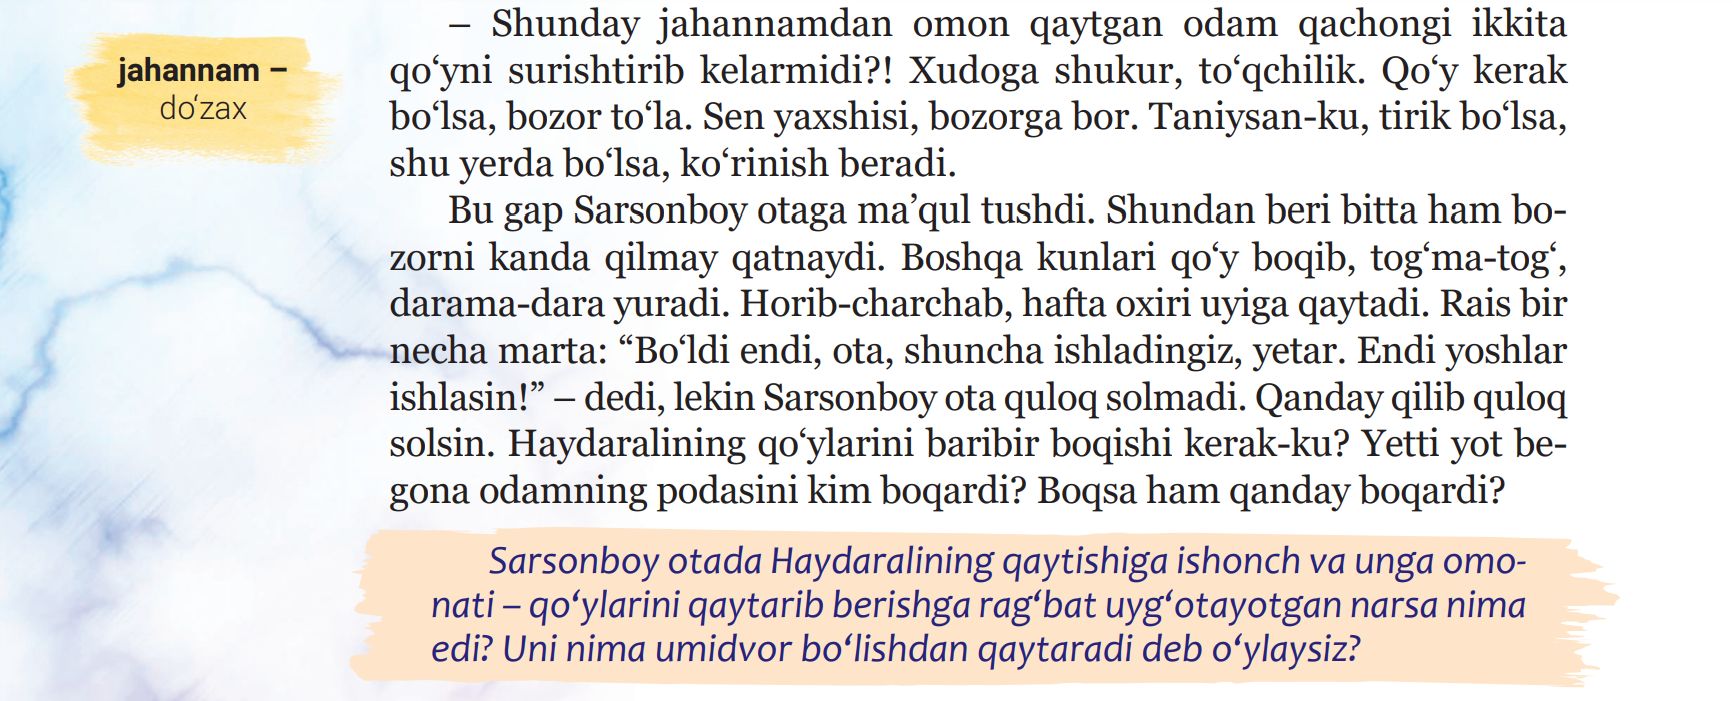 jahannam –
do‘zax
– Shunday jahannamdan omon qaytgan odam qachongi ikkita
qo‘yni surishtirib kelarmidi?! Xudoga shukur, to‘qchilik. Qo‘y kerak
bo‘lsa, bozor to‘la. Sen yaxshisi, bozorga bor. Taniysan-ku, tirik bo‘lsa,
shu yerda bo‘lsa, ko‘rinish beradi.
Bu gap Sarsonboy otaga ma’qul tushdi. Shundan beri bitta ham bo-
zorni kanda qilmay qatnaydi. Boshqa kunlari qo‘y boqib, tog‘ma-tog‘,
darama-dara yuradi. Horib-charchab, hafta oxiri uyiga qaytadi. Rais bir
necha marta: “Bo‘ldi endi, ota, shuncha ishladingiz, yetar. Endi yoshlar
ishlasin!” – dedi, lekin Sarsonboy ota quloq solmadi. Qanday qilib quloq
solsin. Haydaralining qo‘ylarini baribir boqishi kerak-ku? Yetti yot be-
gona odamning podasini kim boqardi? Boqsa ham qanday boqardi?
Sarsonboy otada Haydaralining qaytishiga ishonch va unga omo-
nati – qo‘ylarini qaytarib berishga rag‘bat uyg‘otayotgan narsa nima
edi? Uni nima umidvor bo‘lishdan qaytaradi deb o‘ylaysiz?